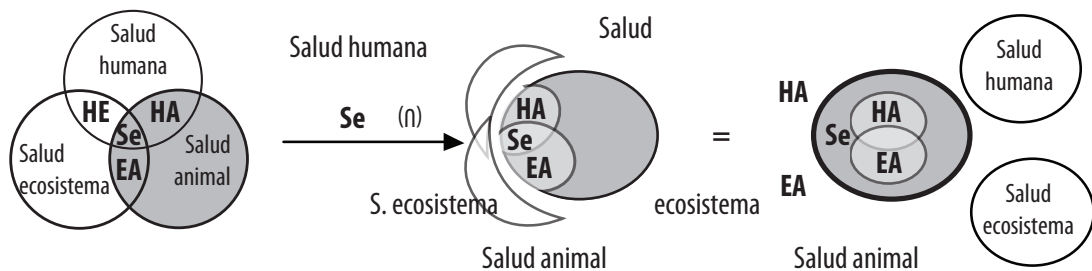 Salud
humana
HE
HA
Se
EA
Salud
ecosistema
Salud
animal
Salud humana
Se (∩)
Salud
HA
Se
EA
S. ecosistema
ecosistema
Salud animal
=
HA
EA
HA
Se
EA
Salud animal
Salud
humana
Salud
ecosistema